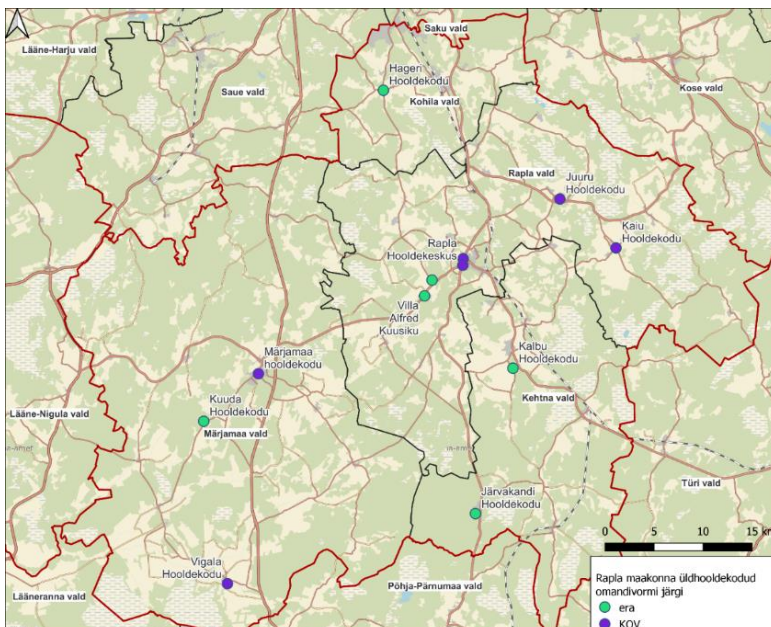 Lääne-Harju vald
Saku vald
Saue vald
Hageri
Hooldekodu
Kohila vald
Kose vald
Rapla vald
Juuru
Hooldekodu
Kaiu
Hooldekodu
Rapla
Hooldekeskus
Villa
Alfred
Kuusiku
Kalbu
Hooldekodu
Märjamaa
hooldekodu
Kuuda
Hooldekodu
Kehtna vald
Lääne-Nigula vald
Märjamaa vald
Türi vald
Järvakandi
Hooldekodu
Vigala
Hooldekodu
Põhja-Pärnumaa vald
Lääneranna vald
0 5 10 15 km
Rapla maakonna üldhooldekodud
omandivormi järgi
era
KOV